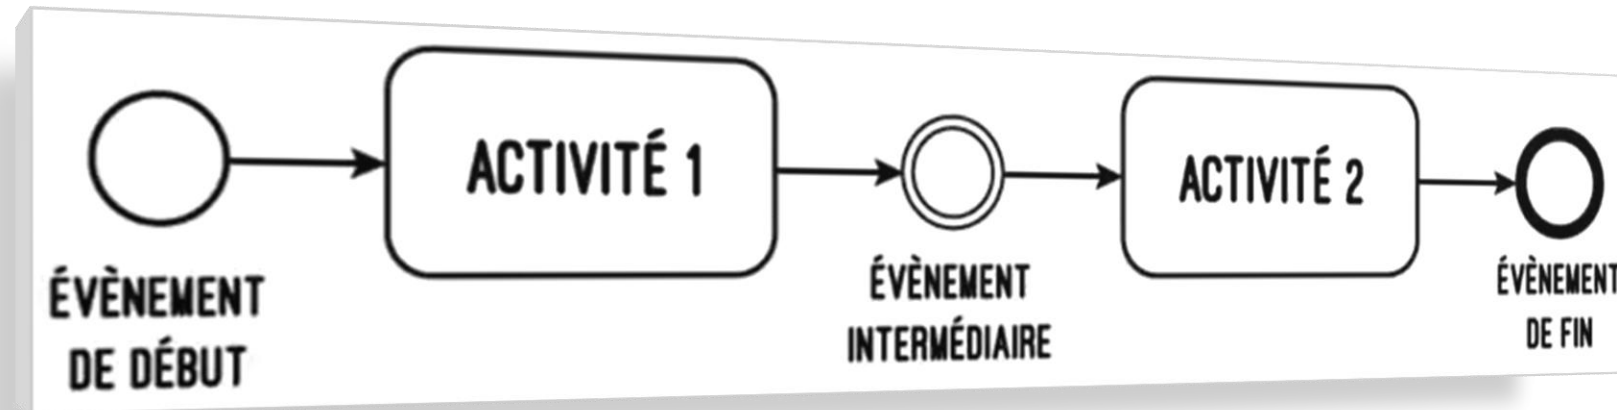 ACTIVITÉ 1
ACTIVITÉ 2
ÉVÈNEMENT
DE DÉBUT
ÉVÈNEMENT
INTERMÉDIAIRE
ÉVÈNEMENT
DE FIN